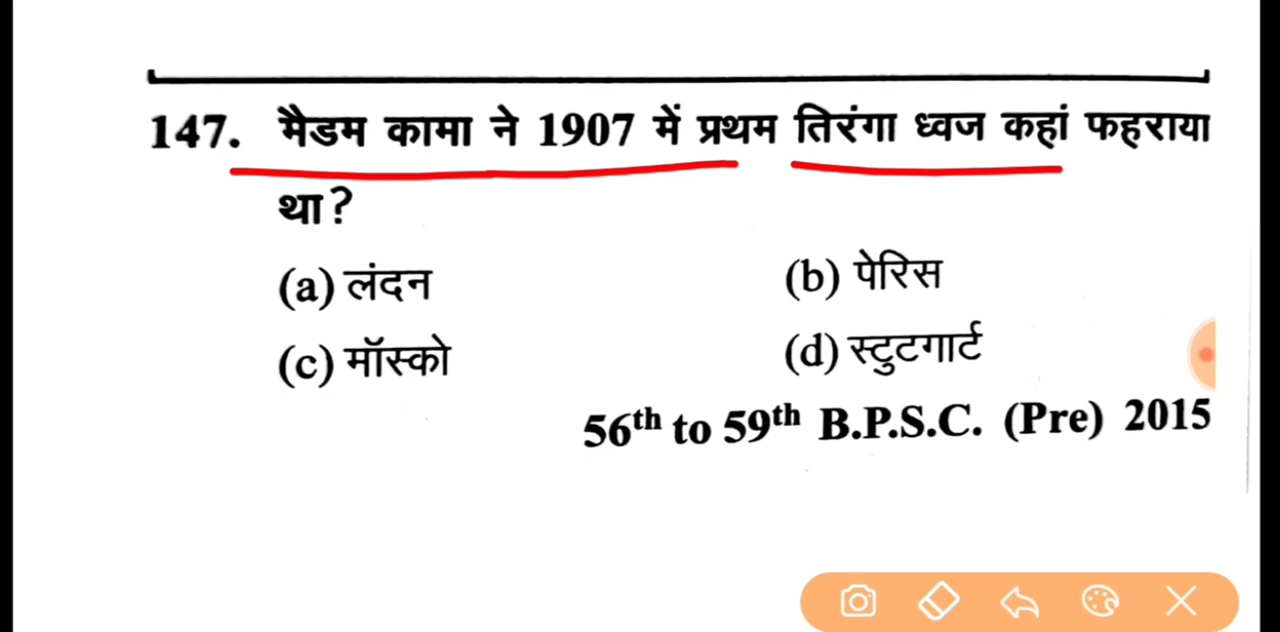 147. मैडम कामा ने 1907 में प्रथम तिरंगा ध्वज कहां फहराया
था?
(a) लंदन (b) पेरिस
(c) मॉस्को (d) स्टुटगार्ट
56th to 59th B.P.S.C. (Pre) 2015